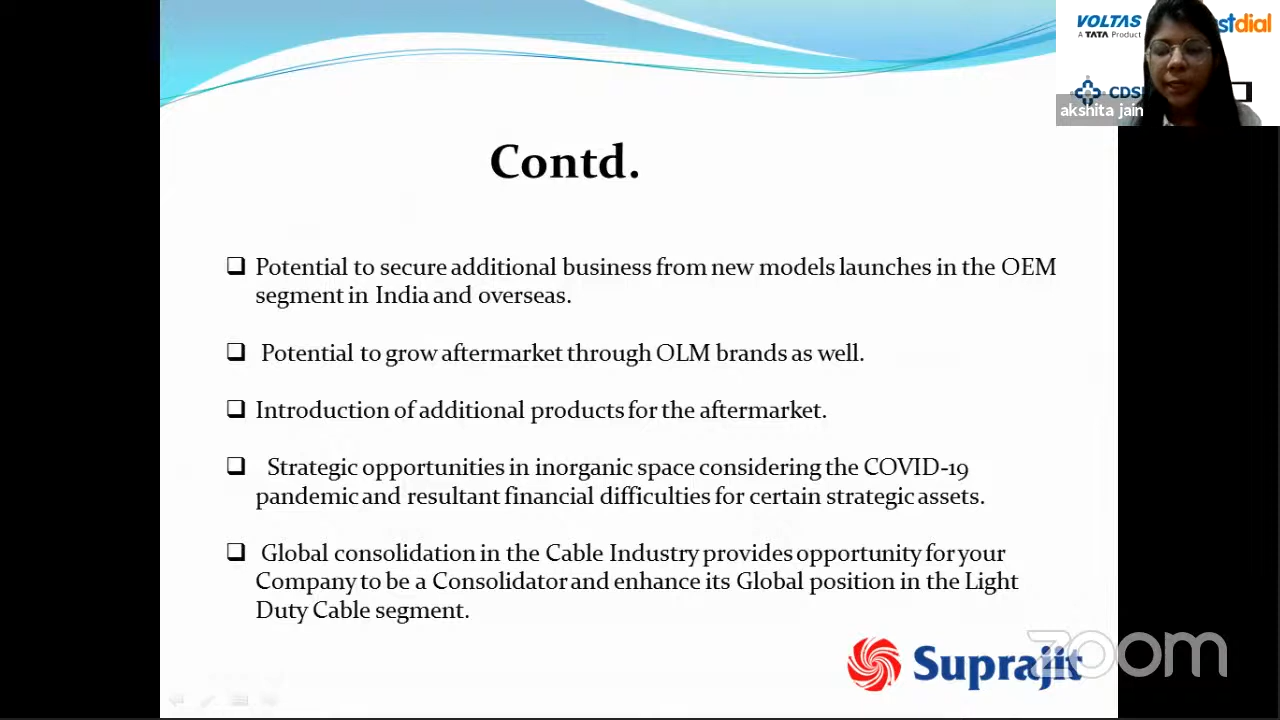 VOLTAS
A TATA Product
stdial
CDS
akshita jain
Contd.
Potential to secure additional business from new models launches in the OEM
segment in India and overseas.
Potential to grow aftermarket through OLM brands as well.
Introduction of additional products for the aftermarket.
Strategic opportunities in inorganic space considering the COVID-19
pandemic and resultant financial difficulties for certain strategic assets.
Global consolidation in the Cable Industry provides opportunity for your
Company to be a Consolidator and enhance its Global position in the Light
Duty Cable segment.
Suprajit
zoom